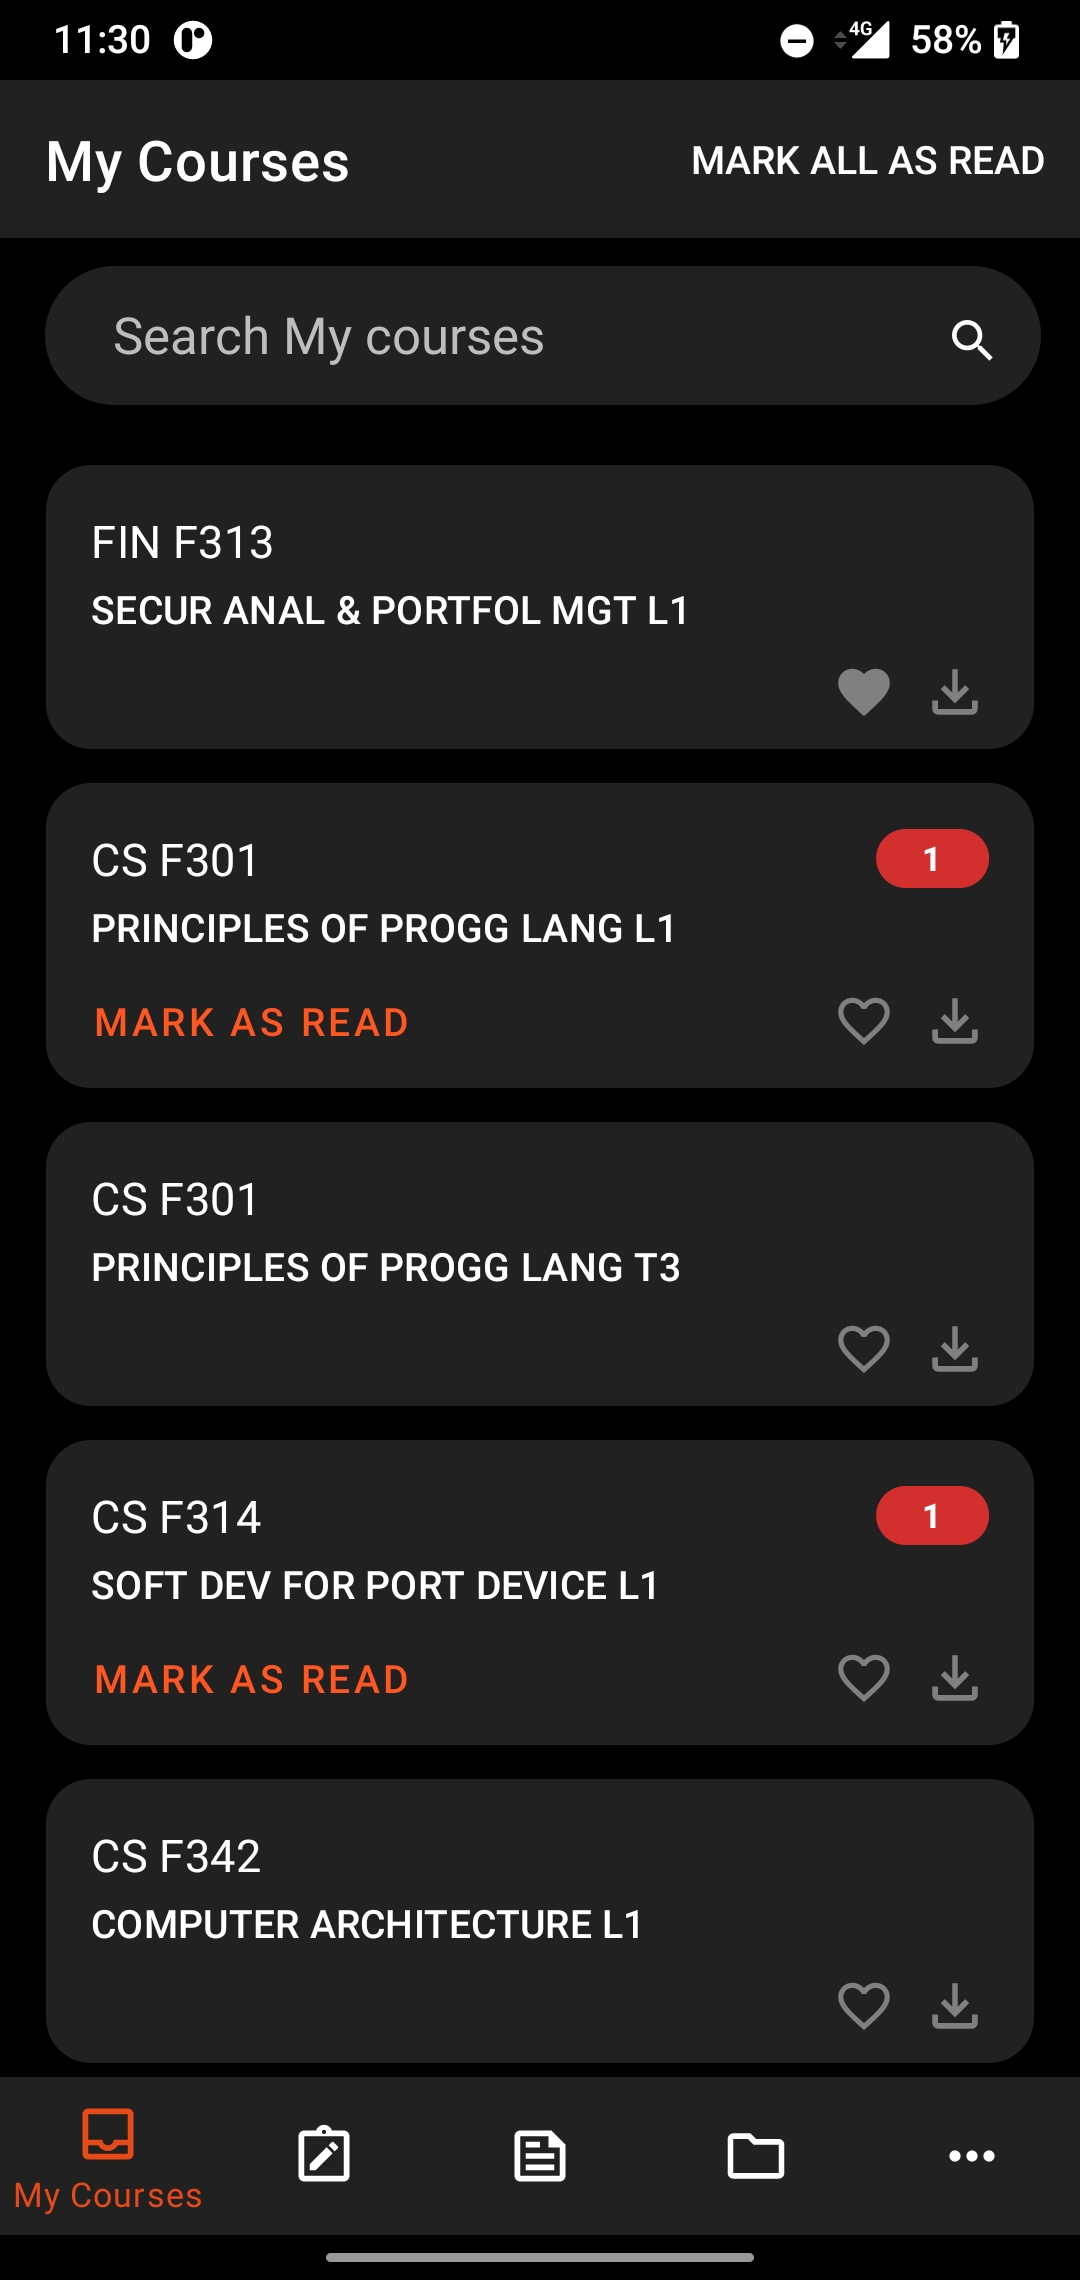 11:30
4G 58%
My Courses MARK ALL AS READ
Search My courses
FIN F313
SECUR ANAL & PORTFOL MGT L1
CS F301 1
PRINCIPLES OF PROGG LANG L1
MARK AS READ
CS F301
PRINCIPLES OF PROGG LANG T3
CS F314 1
SOFT DEV FOR PORT DEVICE L1
MARK AS READ
CS F342
COMPUTER ARCHITECTURE L1
My Courses